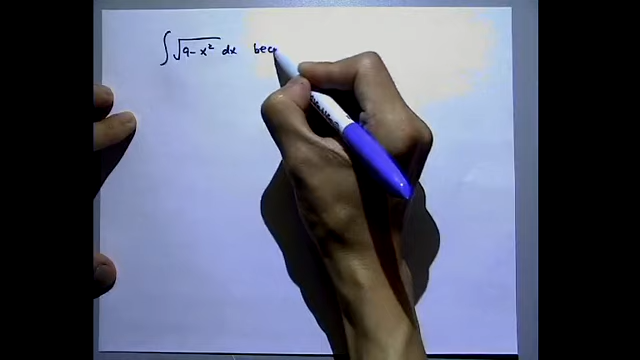 ∫ √9-x² dx bec